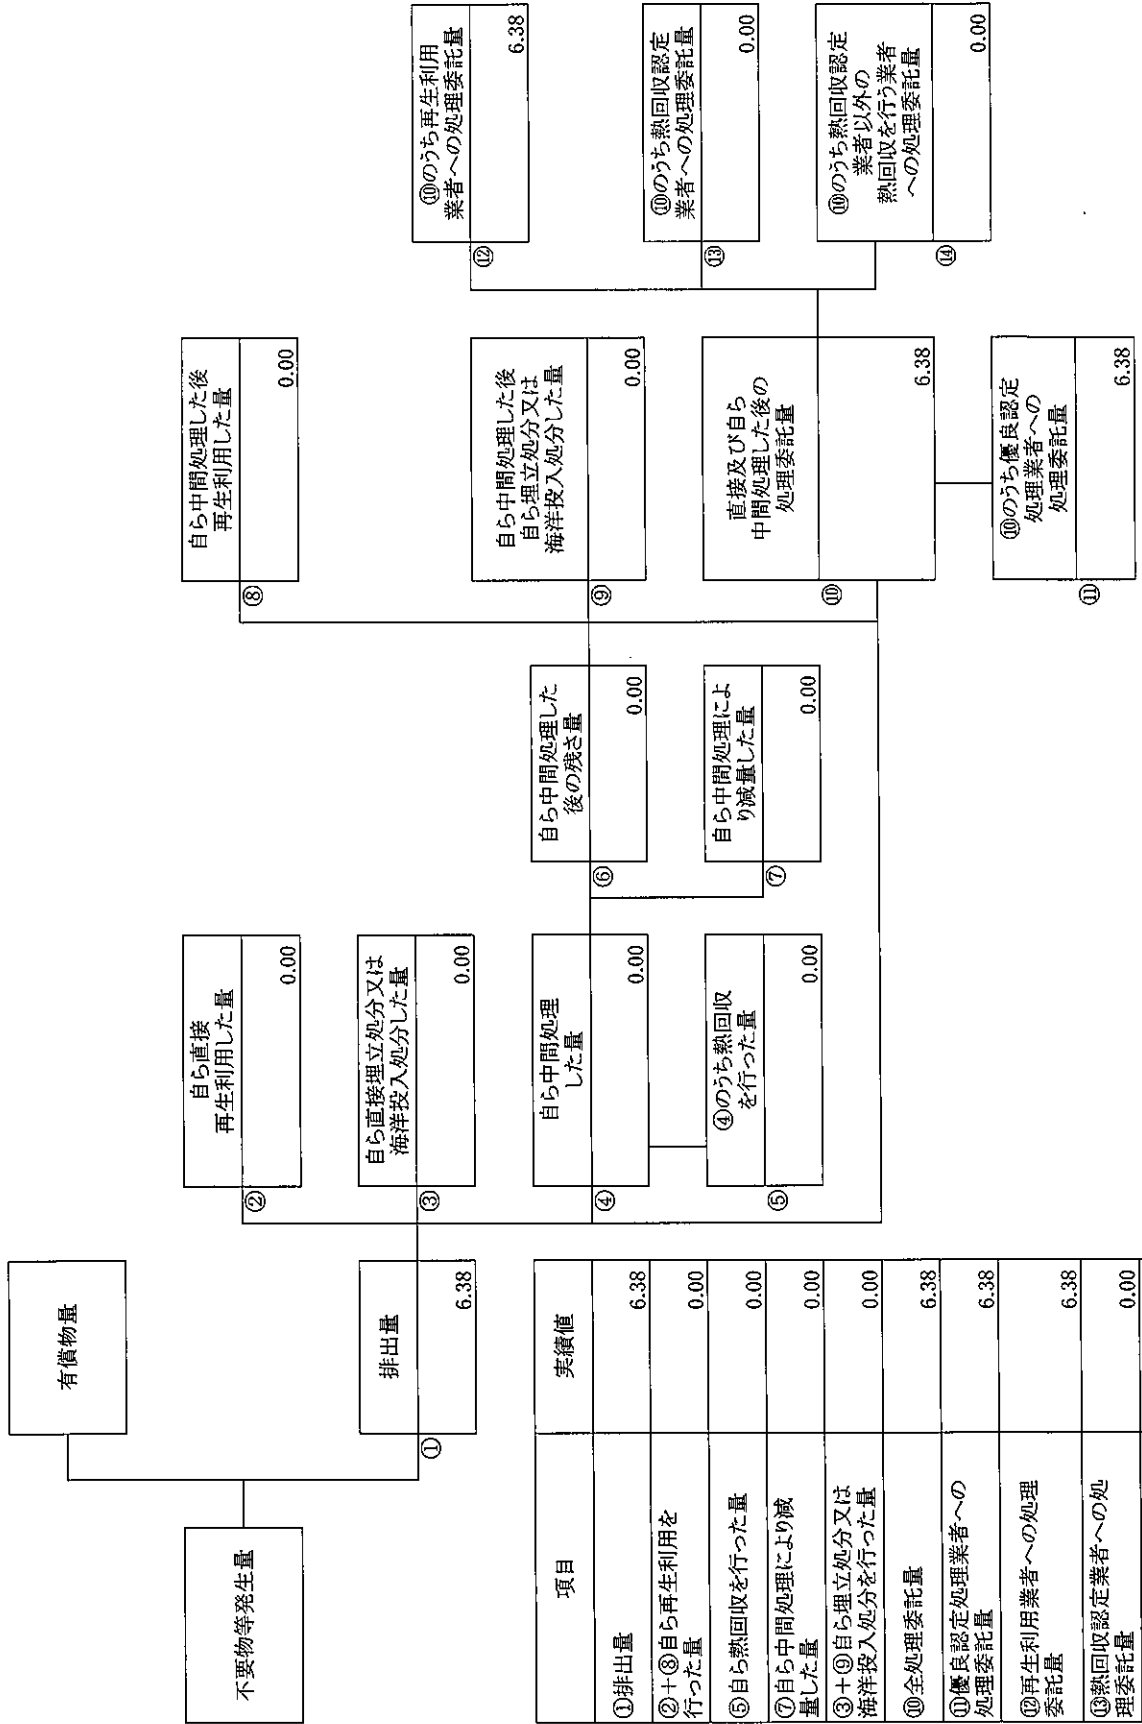 不要物等発生量
有償物量
①
排出量
6.38
②
自ら直接
再生利用した量
0.00
③
自ら直接埋立処分又は
海洋投入処分した量
0.00
④
自ら中間処理
した量
0.00
⑤
④のうち熱回収
を行った量
0.00
⑥
自ら中間処理した
後の残さ量
0.00
⑦
自ら中間処理によ
り減量した量
0.00
⑧
自ら中間処理した後
再生利用した量
0.00
⑨
自ら中間処理した後
自ら埋立処分又は
海洋投入処分した量
0.00
⑩
直接及び自ら
中間処理した後の
処理委託量
6.38
⑪
⑩のうち優良認定
処理業者への
処理委託量
6.38
⑫
⑩のうち再生利用
業者への処理委託量
6.38
⑬
⑩のうち熱回収認定
業者への処理委託量
0.00
⑭
⑩のうち熱回収認定
業者以外の
熱回収を行う業者
への処理委託量
0.00
項目 実績値
①排出量 6.38
②+⑧自ら再生利用を
行った量 0.00
⑤自ら熱回収を行った量 0.00
⑦自ら中間処理により減
量した量 0.00
③+⑨自ら埋立処分又は
海洋投入処分を行った量 0.00
⑩全処理委託量 6.38
⑪優良認定処理業者への
処理委託量 6.38
⑫再生利用業者への処理
委託量 6.38
⑬熱回収認定業者への処
理委託量 0.00